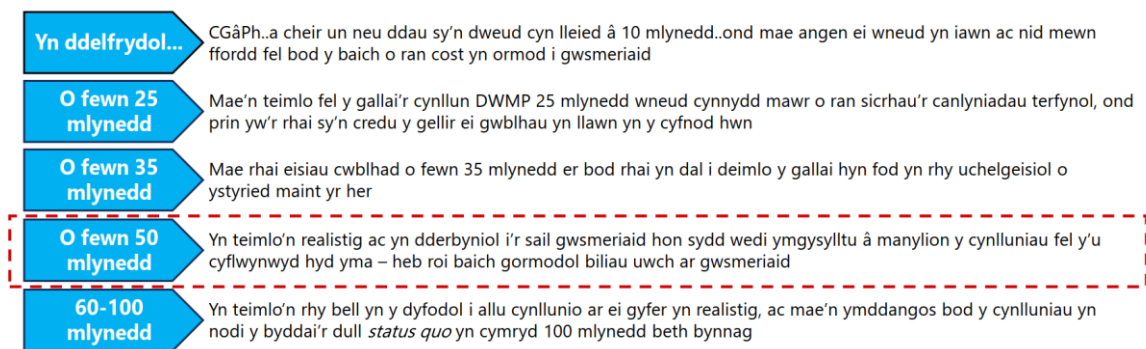 Yn ddelfrydol...
CGâPh..a cheir un neu ddau sy'n dweud cyn lleied â 10 mlynedd..ond mae angen ei wneud yn iawn ac nid mewn
ffordd fel bod y baich o ran cost yn ormod i gwsmeriaid
O fewn 25
mlynedd
Mae'n teimlo fel y gallai'r cynllun DWMP 25 mlynedd wneud cynnydd mawr o ran sicrhau'r canlyniadau terfynol, ond
prin yw'r rhai sy'n credu y gellir ei gwblhau yn llawn yn y cyfnod hwn
O fewn 35
mlynedd
Mae rhai eisiau cwblhad o fewn 35 mlynedd er bod rhai yn dal i deimlo y gallai hyn fod yn rhy uchelgeisiol o
ystyried maint yr her
O fewn 50
mlynedd
Yn teimlo'n realistig ac yn dderbyniol i'r sail gwsmeriaid hon sydd wedi ymgysylltu â manylion y cynlluniau fel y'u
cyflwynwyd hyd yma – heb roi baich gormodol biliau uwch ar gwsmeriaid
60-100
mlynedd
Yn teimlo'n rhy bell yn y dyfodol i allu cynllunio ar ei gyfer yn realistig, ac mae'n ymddangos bod y cynlluniau yn
nodi y byddai'r dull status quo yn cymryd 100 mlynedd beth bynnag